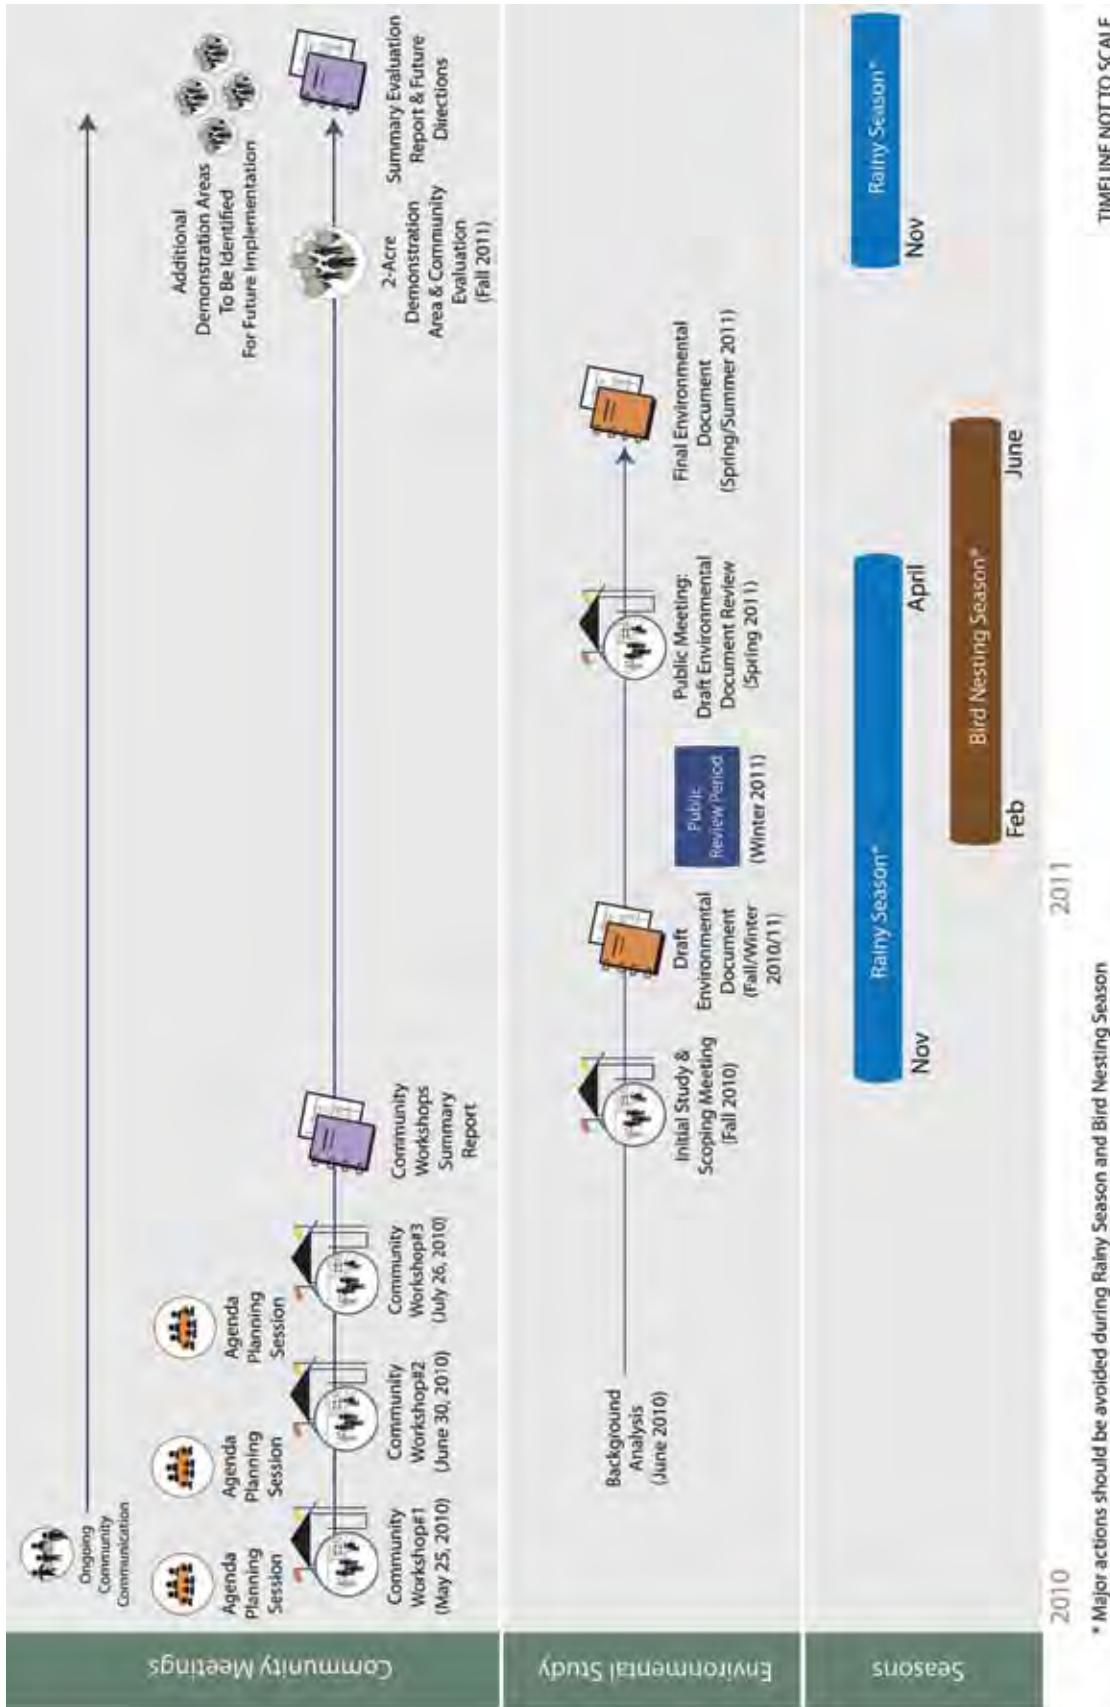 Community Meetings
Ongoing
Community
Communication
Agenda
Planning
Session
Agenda
Planning
Session
Agenda
Planning
Session
Additional
Demonstration Areas
To Be Identified
For Future Implementation
Community
Workshop#1
(May 25, 2010)
Community
Workshop#2
(June 30, 2010)
Community
Workshop#3
(July 26, 2010)
Community
Workshops
Summary
Report
2-Acre
Demonstration
Area & Community
Evaluation
(Fall 2011)
Summary Evaluation
Report & Future
Directions
Environmental Study
Background
Analysis
(June 2010)
Initial Study &
Scoping Meeting
(Fall 2010)
Draft
Environmental
Document
(Fall/Winter
2010/11)
Public
Review Period
(Winter 2011)
Public Meeting:
Draft Environmental
Document Review
(Spring 2011)
Final Environmental
Document
(Spring/Summer 2011)
Seasons
Rainy Season*
Nov
April
Rainy Season*
Nov
Bird Nesting Season*
Feb
June
2010
2011
* Major actions should be avoided during Rainy Season and Bird Nesting Season
TIMELINE NOT TO SCALE